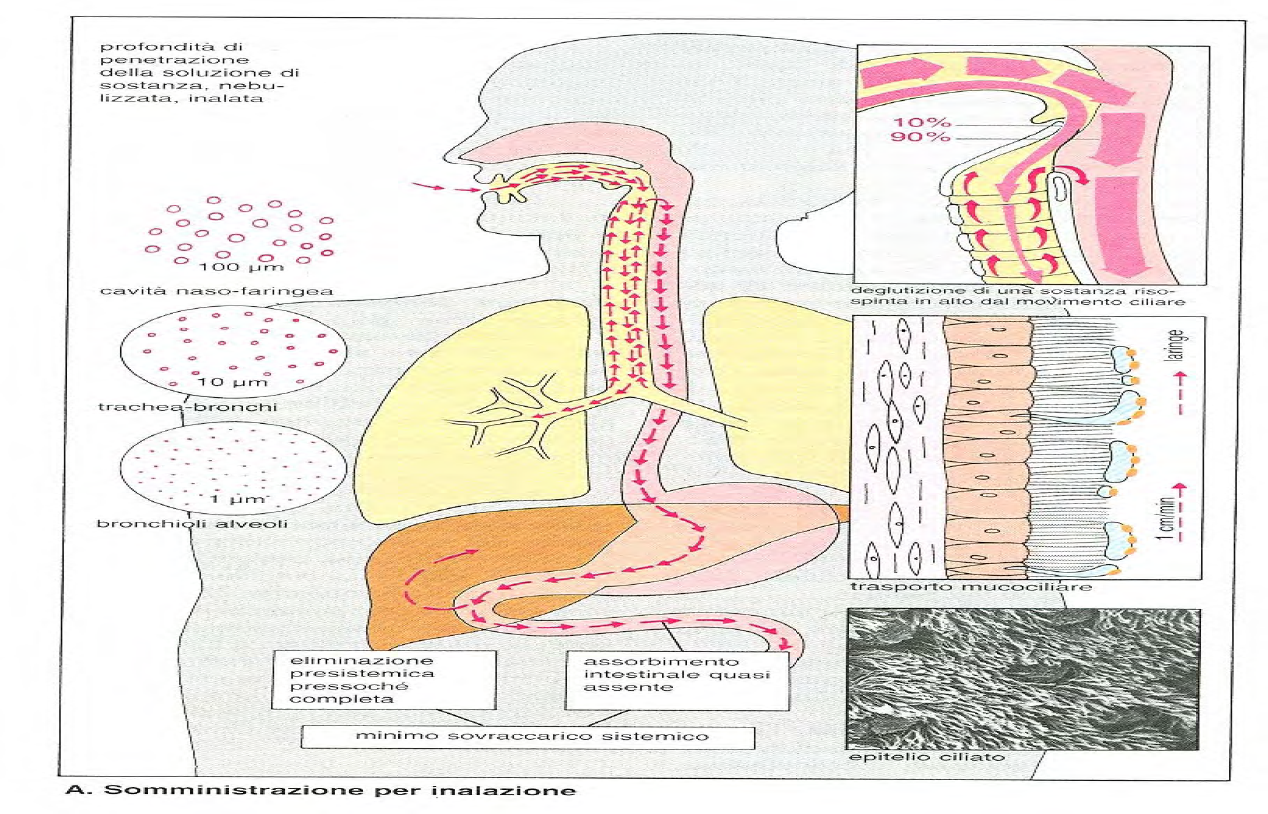 profondità di
penetrazione
della soluzione di
sostanza, nebu-
lizzata, inalata
100 µm
cavità naso-faringea
10 µm
trachea-bronchi
1 µm
bronchioli alveoli
10%
90%
deglutizione di una sostanza riso-
spinta in alto dal movimento ciliare
laringe
1 cm/min
trasporto mucociliare
epitelio ciliato
eliminazione
presistemica
pressoché
completa
assorbimento
intestinale quasi
assente
minimo sovraccarico sistemico
A. Somministrazione per inalazione